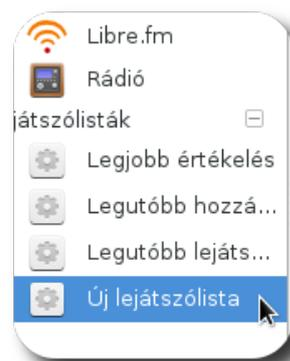 Libre.fm
Rádió
játszólisták
Legjobb értékelés
Legutóbb hozzá...
Legutóbb lejáts...
Új lejátszólista